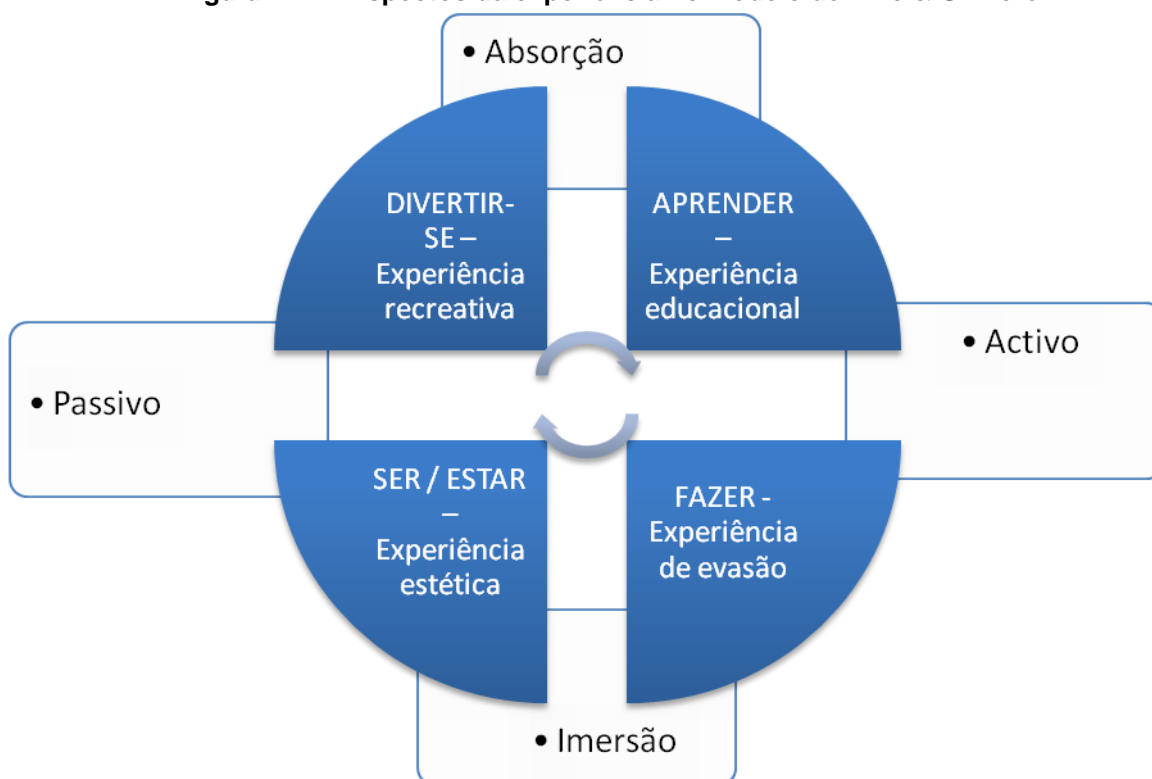 • Absorção
DIVERTIR-
SE –
Experiência
recreativa
APRENDER
–
Experiência
educacional
• Activo
• Passivo
SER / ESTAR
–
Experiência
estética
FAZER -
Experiência
de evasão
• Imersão